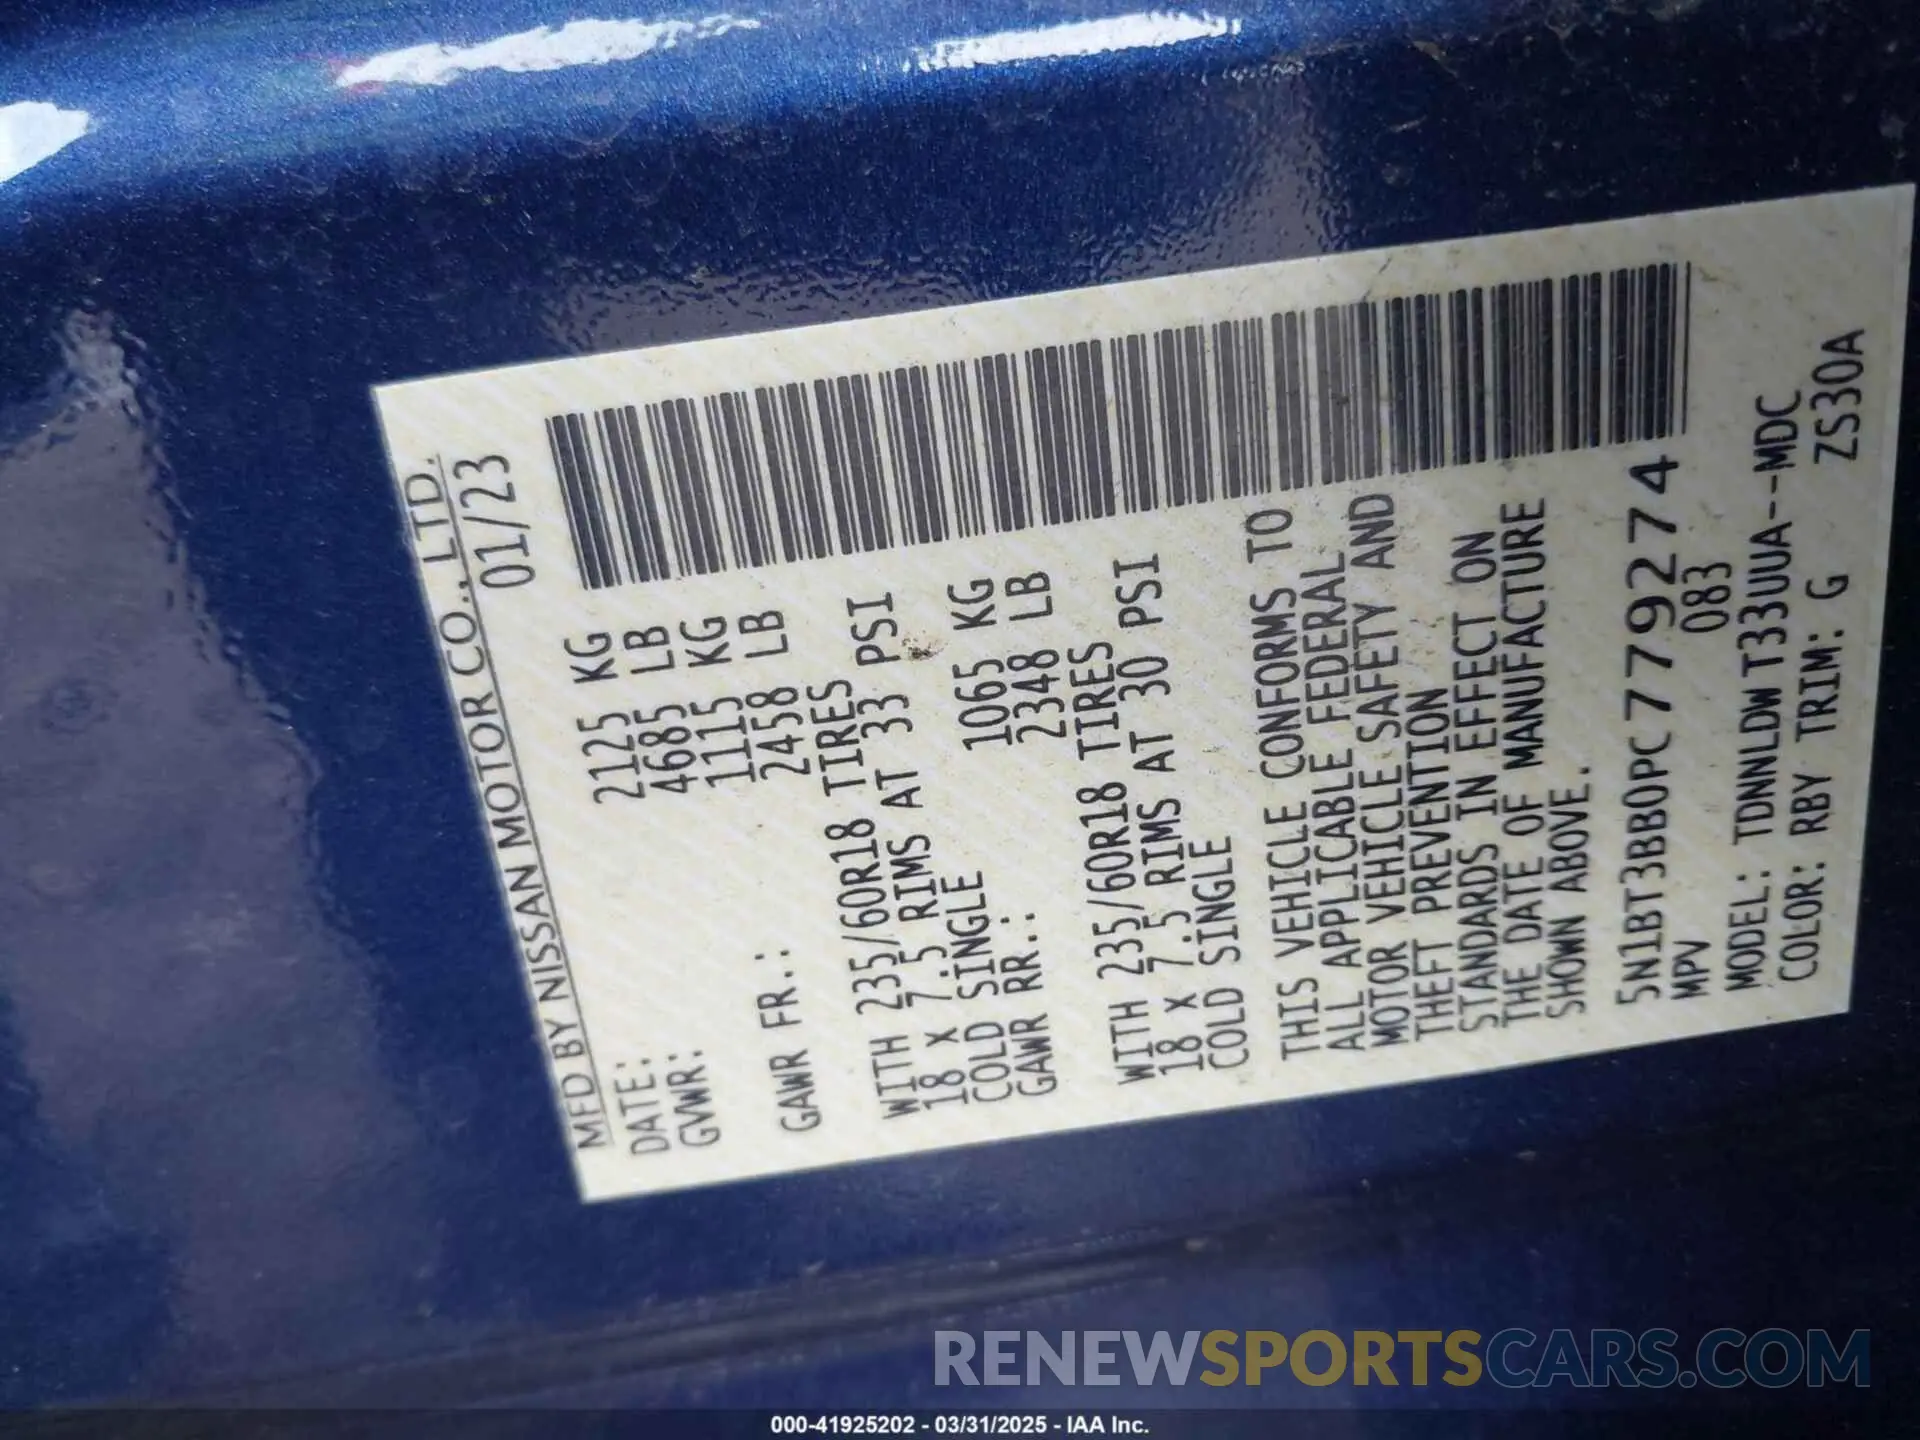 MFD BY NISSAN MOTOR CO., LTD.
DATE: 01/23
GVWR: 2125 KG
4685 LB
GAWR FR.: 1115 KG
2458 LB
WITH 235/60R18 TIRES
18 X 7.5 RIMS AT 33 PSI
COLD SINGLE
GAWR RR.: 1065 KG
2348 LB
WITH 235/60R18 TIRES
18 X 7.5 RIMS AT 30 PSI
COLD SINGLE
THIS VEHICLE CONFORMS TO
ALL APPLICABLE FEDERAL
MOTOR VEHICLE SAFETY AND
THEFT PREVENTION
STANDARDS IN EFFECT ON
THE DATE OF MANUFACTURE
SHOWN ABOVE.
5N1BT3BB0PC779274
MPV 083
MODEL: TDNNLDWT33UUA--MDC
COLOR: RBY TRIM: G ZS30A
RENEWSPORTSCARS.COM
000-41925202 - 03/31/2025 - IAA Inc.